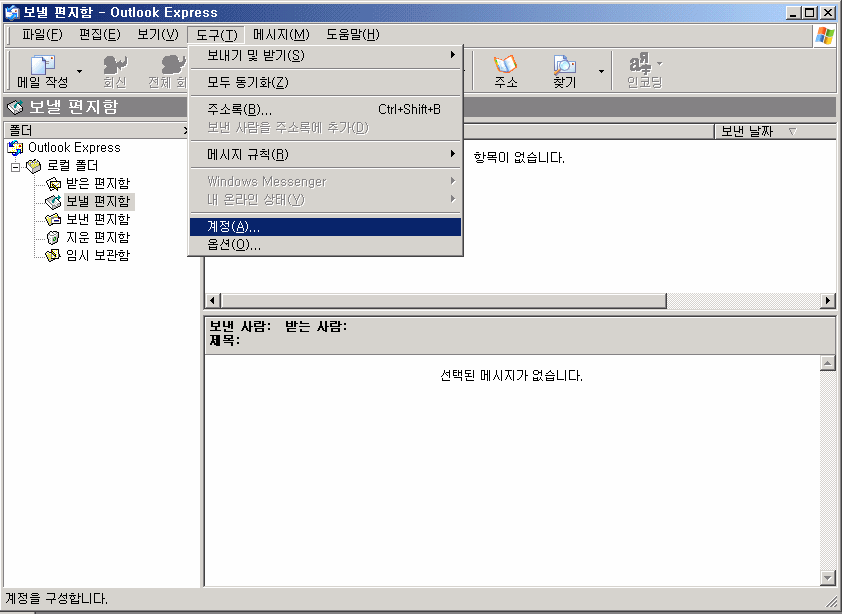 보낼 편지함 - Outlook Express
파일(F) 편집(E) 보기(V) 도구(T) 메시지(M) 도움말(H)
메일 작성 회신 전체 회 주소 찾기 인코딩
보낼 편지함
보내기 및 받기(S)
모두 동기화(Z)
주소록(B)... Ctrl+Shift+B
보낸 사람을 주소록에 추가(D)
메시지 규칙(R)
Windows Messenger
내 온라인 상태(Y)
계정(A)...
옵션(O)...
폴더 x
Outlook Express
로컬 폴더
받은 편지함
보낼 편지함
보낸 편지함
지운 편지함
임시 보관함
보낸 날짜
항목이 없습니다.
보낸 사람: 받는 사람:
제목:
선택된 메시지가 없습니다.
계정을 구성합니다.